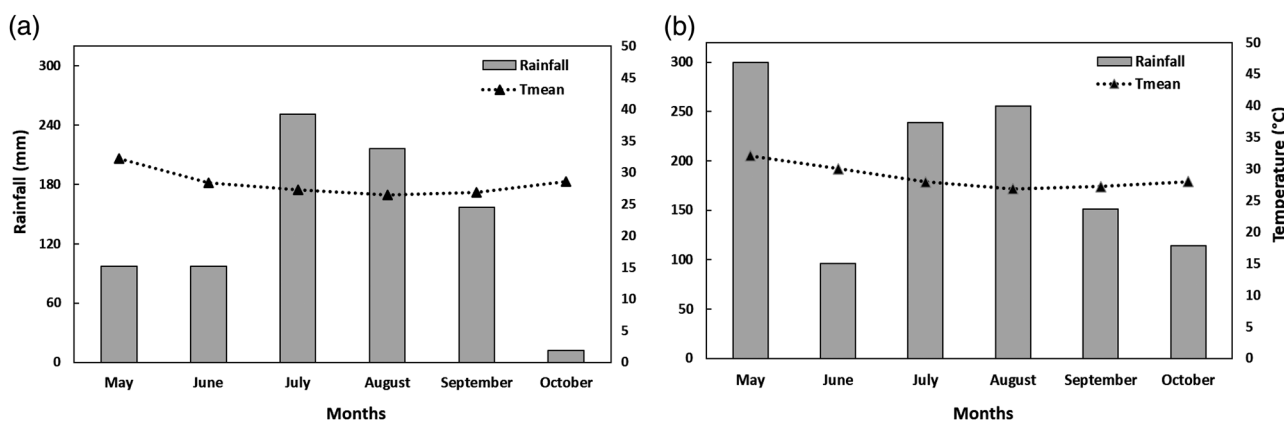 (a)
Rainfall (mm)
300
240
180
120
60
0
50
45
40
35
30
25
20
15
10
5
0
Rainfall
Tmean
May June July August September October
Months
(b)
300
250
200
150
100
50
0
50
45
40
35
30
25
20
15
10
5
0
Temperature (°C)
Rainfall
Tmean
May June July August September October
Months